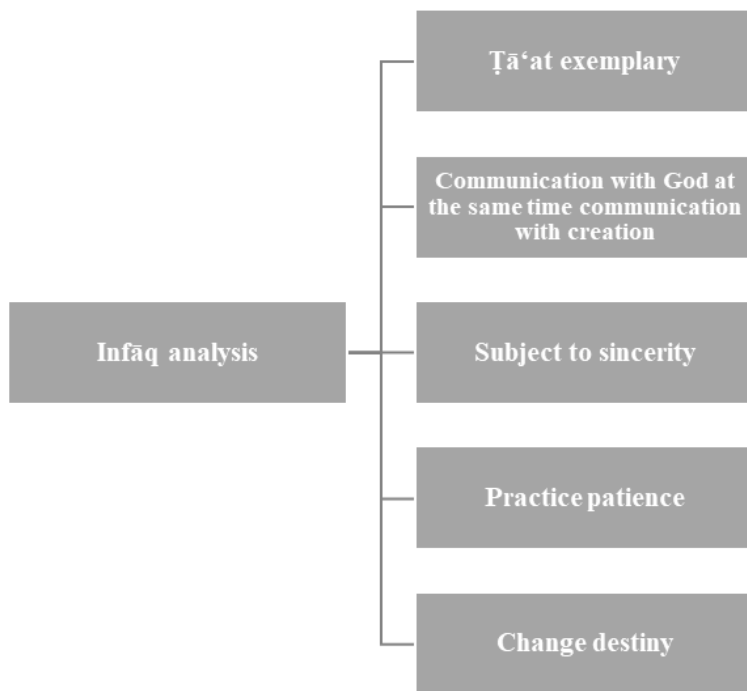 Ṭā‘at exemplary
Communication with God at
the same time communication
with creation
Infāq analysis
Subject to sincerity
Practice patience
Change destiny